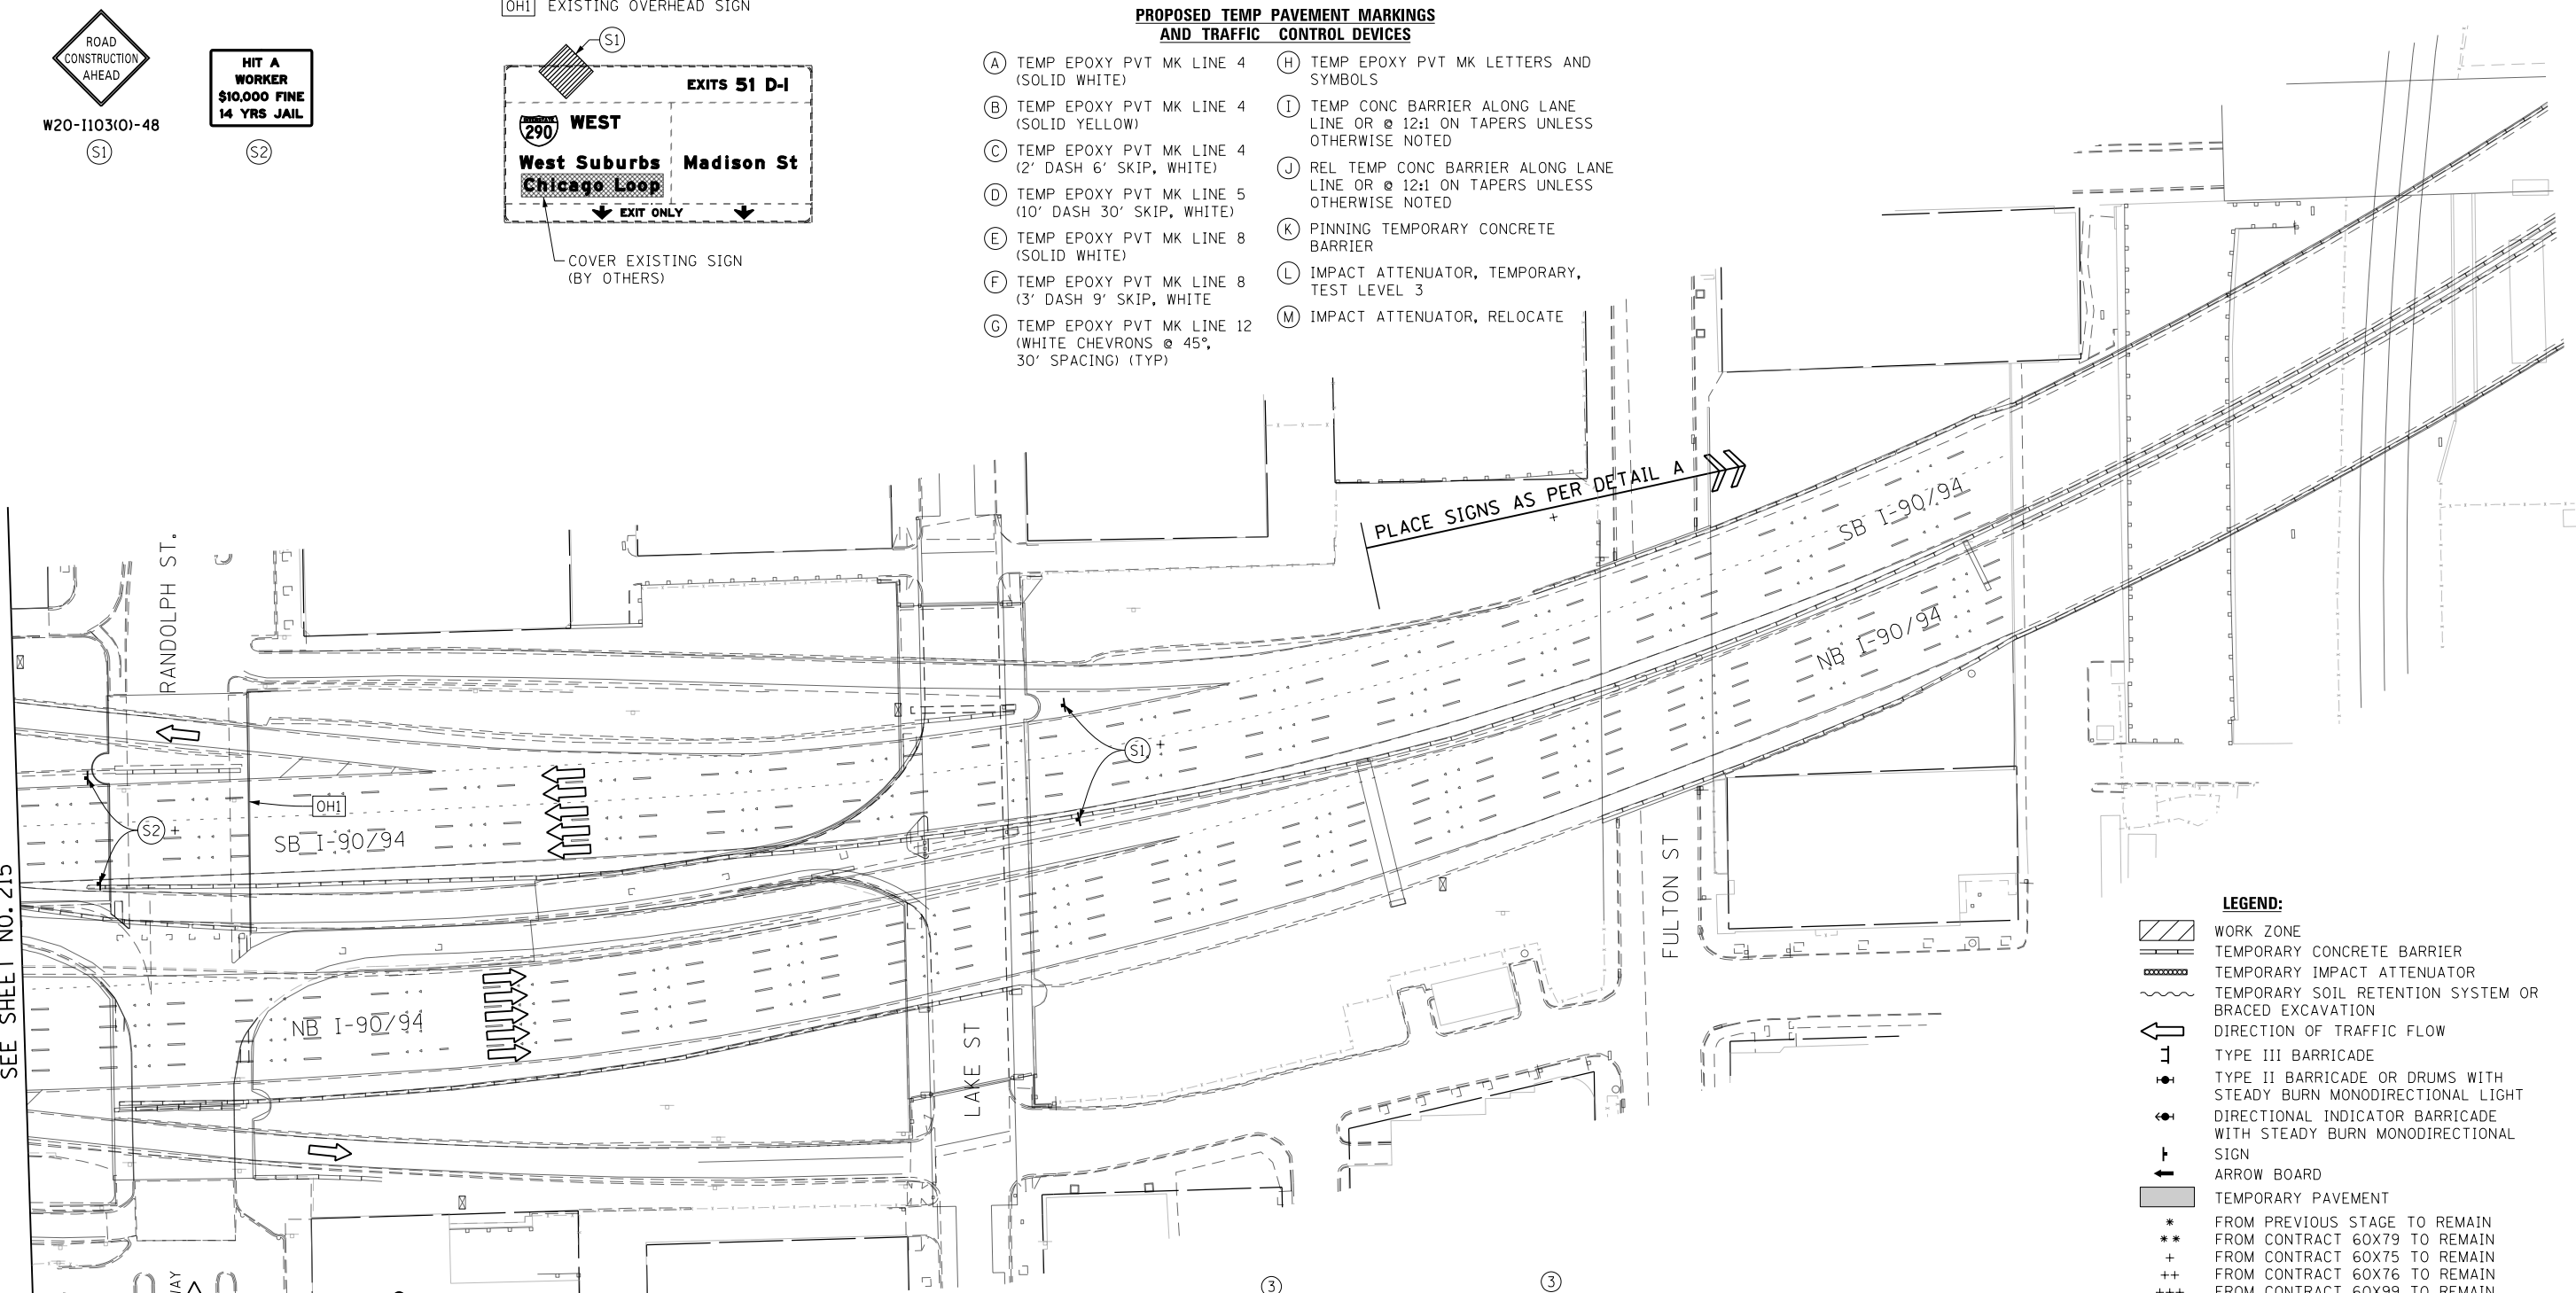 OH1 EXISTING OVERHEAD SIGN
ROAD
CONSTRUCTION
AHEAD
W20-I103(O)-48
S1
HIT A
WORKER
$10,000 FINE
14 YRS JAIL
S2
S1
EXITS 51 D-I
290 WEST
West Suburbs
Chicago Loop
Madison St
EXIT ONLY
COVER EXISTING SIGN
(BY OTHERS)
PROPOSED TEMP PAVEMENT MARKINGS
AND TRAFFIC CONTROL DEVICES
A TEMP EPOXY PVT MK LINE 4
(SOLID WHITE)
B TEMP EPOXY PVT MK LINE 4
(SOLID YELLOW)
C TEMP EPOXY PVT MK LINE 4
(2' DASH 6' SKIP, WHITE)
D TEMP EPOXY PVT MK LINE 5
(10' DASH 30' SKIP, WHITE)
E TEMP EPOXY PVT MK LINE 8
(SOLID WHITE)
F TEMP EPOXY PVT MK LINE 8
(3' DASH 9' SKIP, WHITE
G TEMP EPOXY PVT MK LINE 12
(WHITE CHEVRONS @ 45°,
30' SPACING) (TYP)
H TEMP EPOXY PVT MK LETTERS AND
SYMBOLS
I TEMP CONC BARRIER ALONG LANE
LINE OR @ 12:1 ON TAPERS UNLESS
OTHERWISE NOTED
J REL TEMP CONC BARRIER ALONG LANE
LINE OR @ 12:1 ON TAPERS UNLESS
OTHERWISE NOTED
K PINNING TEMPORARY CONCRETE
BARRIER
L IMPACT ATTENUATOR, TEMPORARY,
TEST LEVEL 3
M IMPACT ATTENUATOR, RELOCATE
PLACE SIGNS AS PER DETAIL A
+
SB I-90/94
NB I-90/94
RANDOLPH ST.
S1 +
OH1
S2 +
SB I-90/94
NB I-90/94
LAKE ST
FULTON ST
SEE SHEET NO. 215
WAY
3
3
LEGEND:
WORK ZONE
TEMPORARY CONCRETE BARRIER
TEMPORARY IMPACT ATTENUATOR
TEMPORARY SOIL RETENTION SYSTEM OR
BRACED EXCAVATION
DIRECTION OF TRAFFIC FLOW
TYPE III BARRICADE
TYPE II BARRICADE OR DRUMS WITH
STEADY BURN MONODIRECTIONAL LIGHT
DIRECTIONAL INDICATOR BARRICADE
WITH STEADY BURN MONODIRECTIONAL
SIGN
ARROW BOARD
TEMPORARY PAVEMENT
* FROM PREVIOUS STAGE TO REMAIN
** FROM CONTRACT 60X79 TO REMAIN
+ FROM CONTRACT 60X75 TO REMAIN
++ FROM CONTRACT 60X76 TO REMAIN
+++ FROM CONTRACT 60X99 TO REMAIN